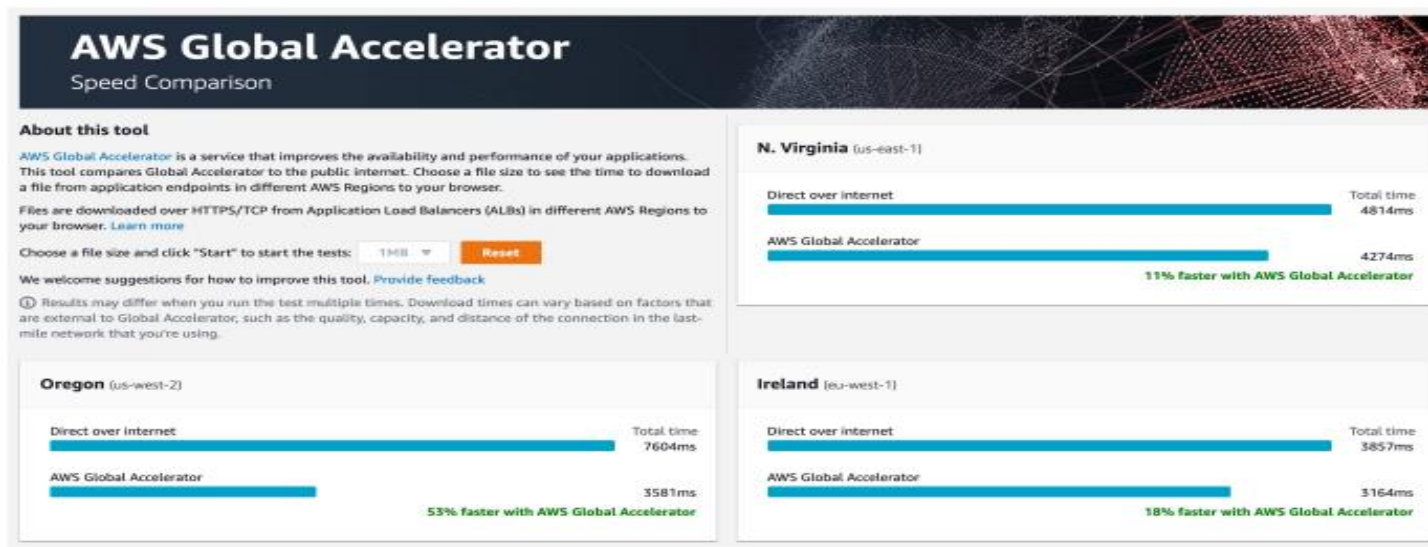 AWS Global Accelerator
Speed Comparison
About this tool
AWS Global Accelerator is a service that improves the availability and performance of your applications.
This tool compares Global Accelerator to the public internet. Choose a file size to see the time to download
a file from application endpoints in different AWS Regions to your browser.
Files are downloaded over HTTPS/TCP from Application Load Balancers (ALBs) in different AWS Regions to
your browser. Learn more
Choose a file size and click "Start" to start the tests: 1MB Reset
We welcome suggestions for how to improve this tool. Provide feedback
Results may differ when you run the test multiple times. Download times can vary based on factors that
are external to Global Accelerator, such as the quality, capacity, and distance of the connection in the last-
mile network that you're using.
N. Virginia (us-east-1)
Direct over internet Total time
4814ms
AWS Global Accelerator
4274ms
11% faster with AWS Global Accelerator
Oregon (us-west-2)
Direct over internet Total time
7604ms
AWS Global Accelerator
3581ms
53% faster with AWS Global Accelerator
Ireland (eu-west-1)
Direct over internet Total time
3857ms
AWS Global Accelerator
3164ms
18% faster with AWS Global Accelerator